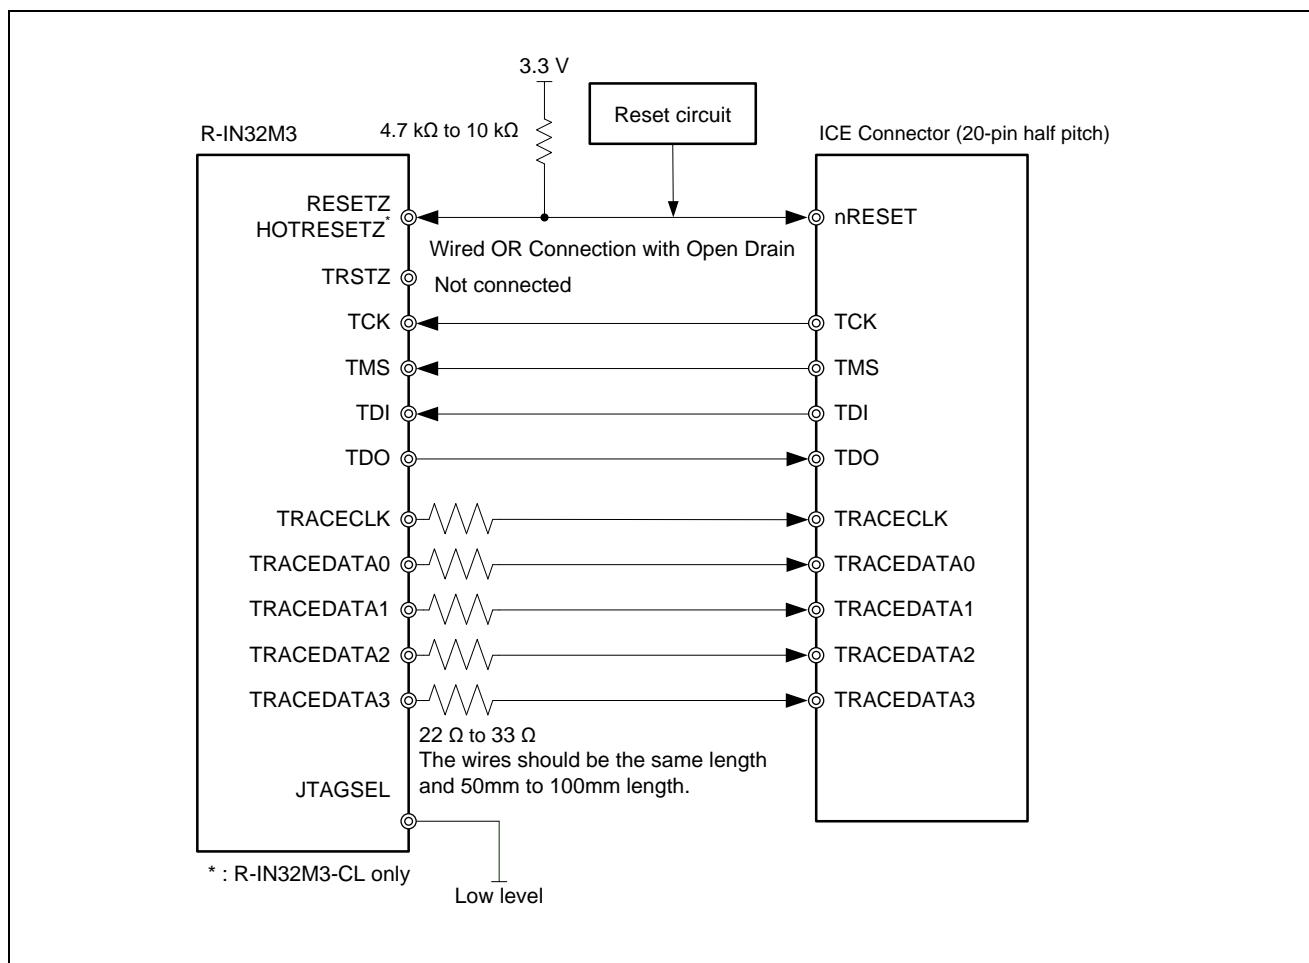 3.3 V
Reset circuit
4.7 kΩ to 10 kΩ
R-IN32M3
ICE Connector (20-pin half pitch)
RESETZ
HOTRESETZ*
nRESET
Wired OR Connection with Open Drain
TRSTZ
Not connected
TCK
TCK
TMS
TMS
TDI
TDI
TDO
TDO
TRACECLK
TRACECLK
TRACEDATA0
TRACEDATA0
TRACEDATA1
TRACEDATA1
TRACEDATA2
TRACEDATA2
TRACEDATA3
TRACEDATA3
22 Ω to 33 Ω
The wires should be the same length
and 50mm to 100mm length.
JTAGSEL
* : R-IN32M3-CL only
Low level